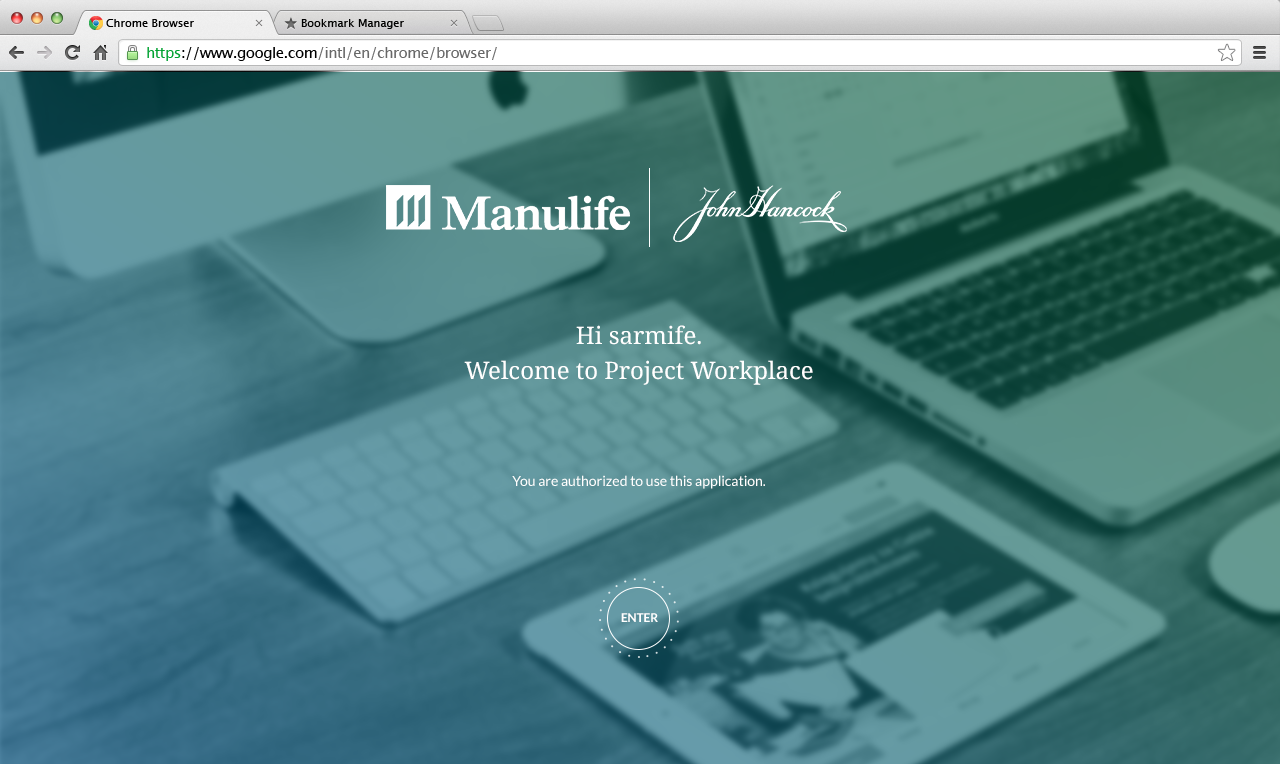 Chrome Browser
Bookmark Manager
https://www.google.com/intl/en/chrome/browser/
Manulife
John Hancock
Hi sarmife.
Welcome to Project Workplace
You are authorized to use this application.
ENTER